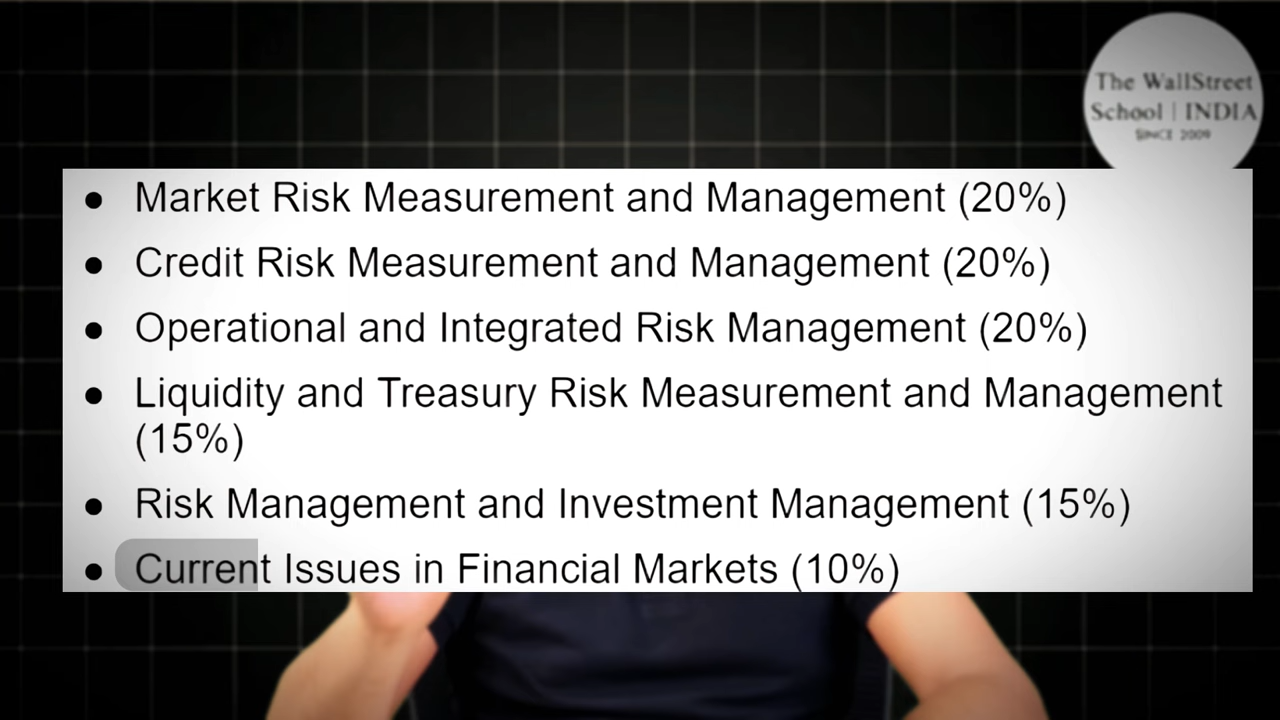 The WallStreet
School | INDIA
SINCE 2009
● Market Risk Measurement and Management (20%)
● Credit Risk Measurement and Management (20%)
● Operational and Integrated Risk Management (20%)
● Liquidity and Treasury Risk Measurement and Management
(15%)
● Risk Management and Investment Management (15%)
● Current Issues in Financial Markets (10%)